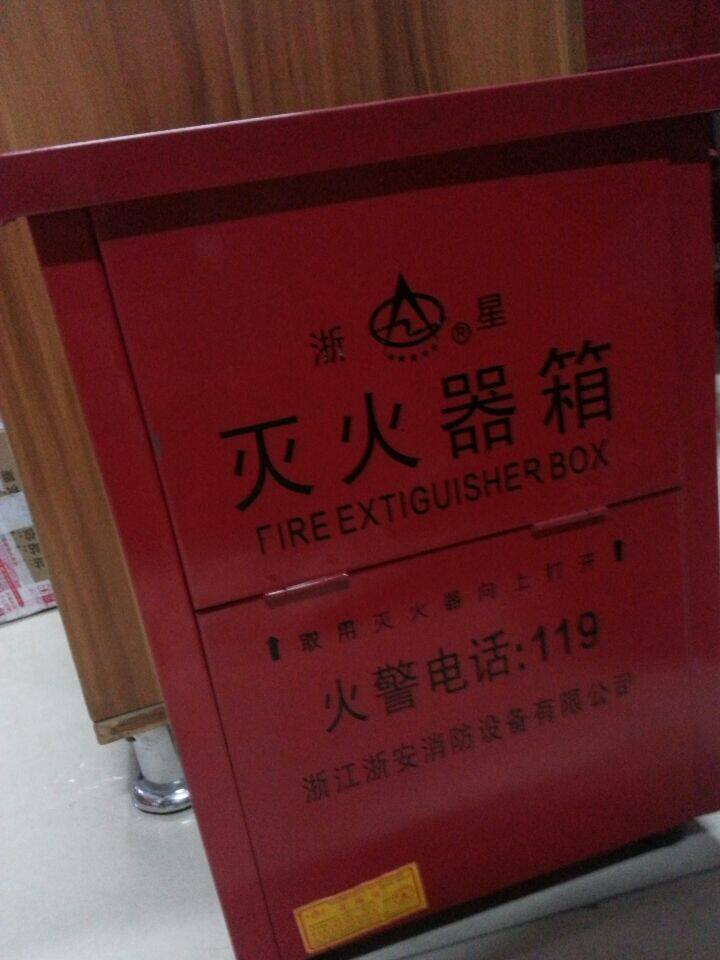 浙 ® 星
灭火器箱
FIRE EXTIGUISHER BOX
取用灭火器向上打开
火警电话:119
浙江浙安消防设备有限公司